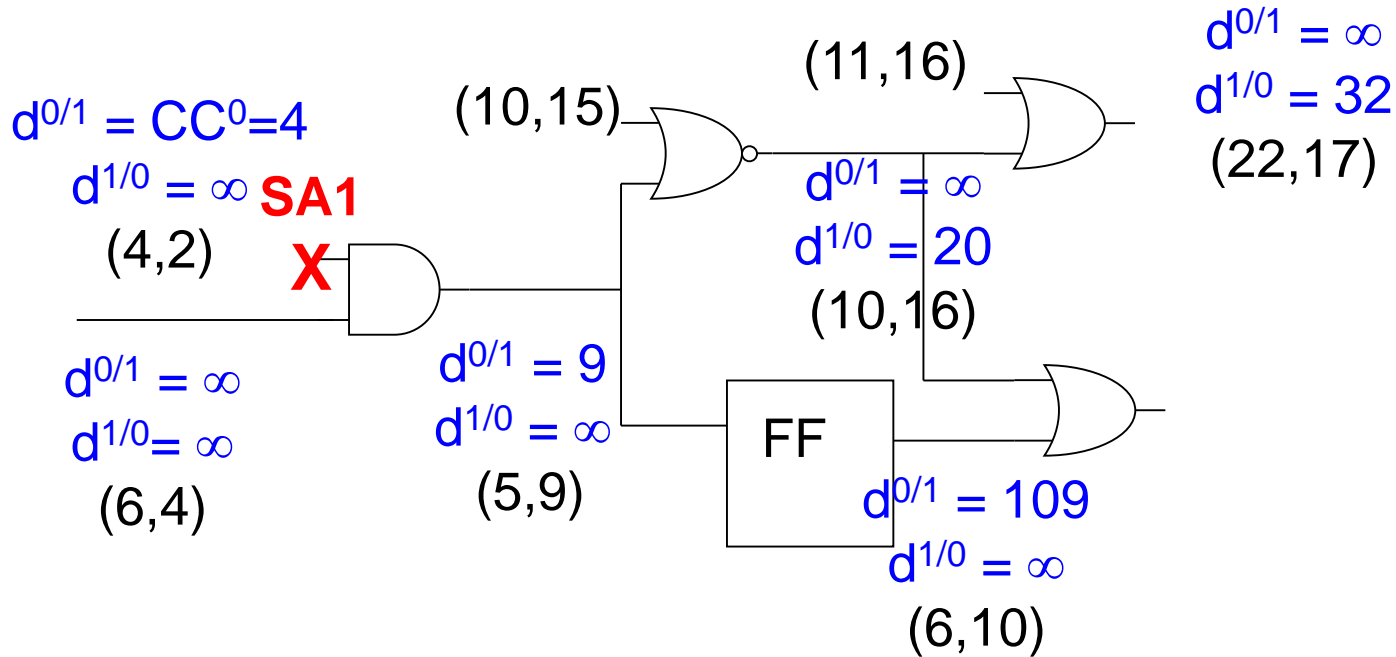 d0/1 = ∞
d1/0 = 32
(22,17)
(11,16)
(10,15)
d0/1 = CC0=4
d1/0 = ∞
SA1
(4,2)
X
d0/1 = ∞
d1/0 = 20
(10,16)
d0/1 = ∞
d1/0= ∞
(6,4)
d0/1 = 9
d1/0 = ∞
(5,9)
FF
d0/1 = 109
d1/0 = ∞
(6,10)